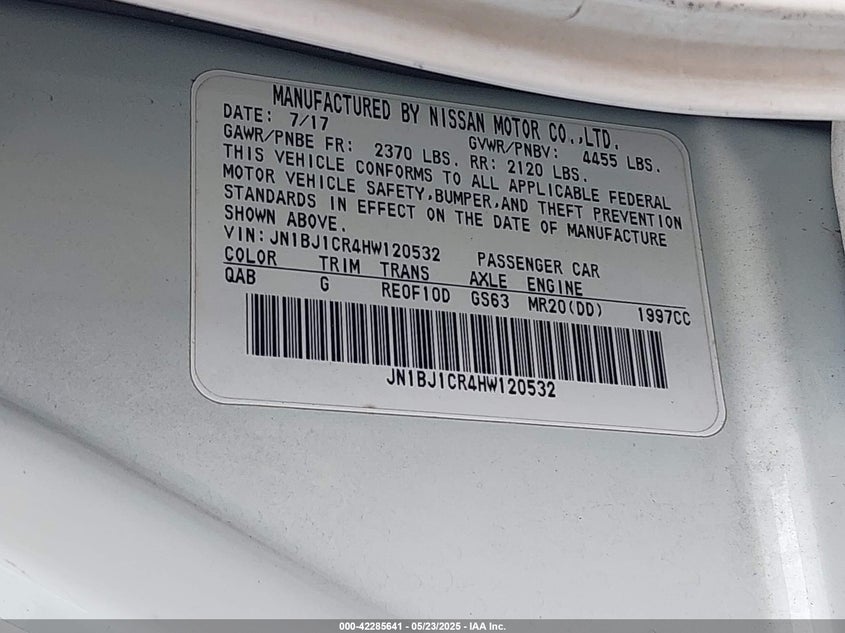 MANUFACTURED BY NISSAN MOTOR CO.,LTD.
DATE: 7/17 GVWR/PNBV: 4455 LBS.
GAWR/PNBE FR: 2370 LBS. RR: 2120 LBS.
THIS VEHICLE CONFORMS TO ALL APPLICABLE FEDERAL
MOTOR VEHICLE SAFETY,BUMPER,AND THEFT PREVENTION
STANDARDS IN EFFECT ON THE DATE OF MANUFACTURE
SHOWN ABOVE.
VIN: JN1BJ1CR4HW120532 PASSENGER CAR
COLOR TRIM TRANS AXLE ENGINE
QAB G RE0F10D GS63 MR20(DD) 1997CC
JN1BJ1CR4HW120532
000-42285641 - 05/23/2025 - IAA Inc.